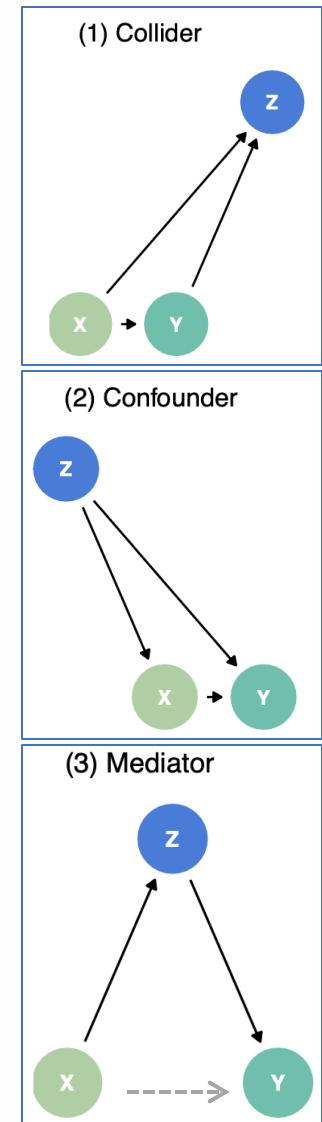 (1) Collider
Z
X
Y
(2) Confounder
Z
X
Y
(3) Mediator
Z
X
Y